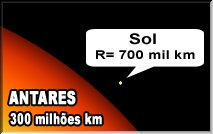 Sol
R= 700 mil km
ANTARES
300 milhões km